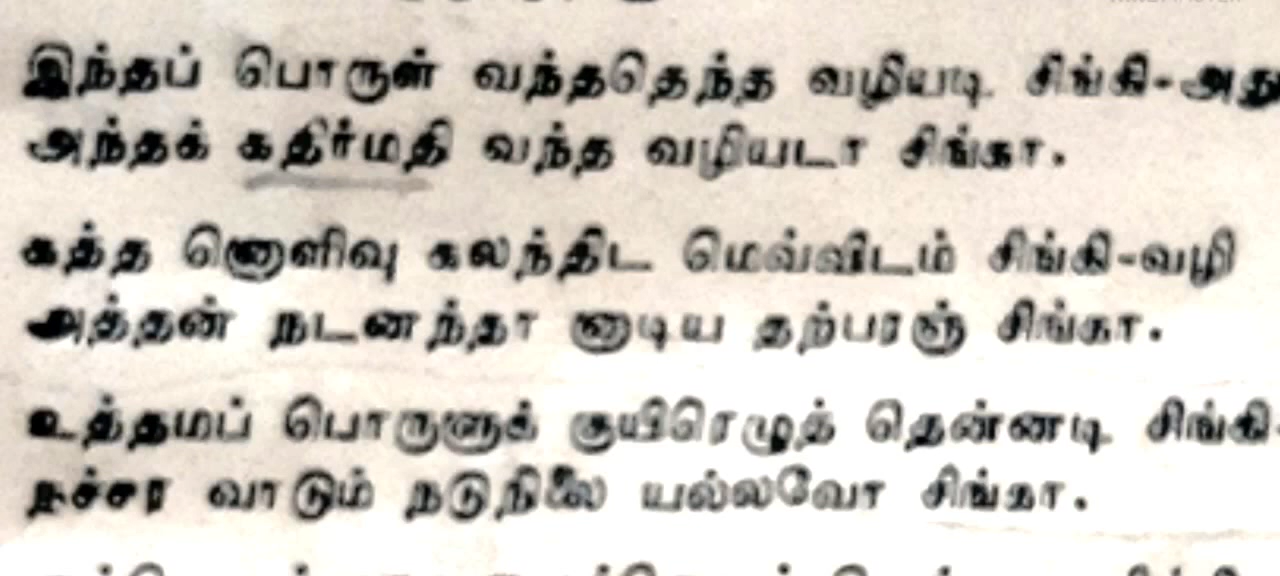 இந்தப் பொருள் வந்ததெந்த வழியடி சிங்கி-அது
அந்தக் கதிர்மதி வந்த வழியடா சிங்கா.
கத்த னொளிவு கலந்திட மெவ்விடம் சிங்கி-வழி
அத்தன் நடனந்தா னாடிய தற்பரஞ் சிங்கா.
உத்தமப் பொருளுக் குயிரெழுத் தென்னடி சிங்கி-
நச்சர வாடும் நடுநிலை யல்லவோ சிங்கா.